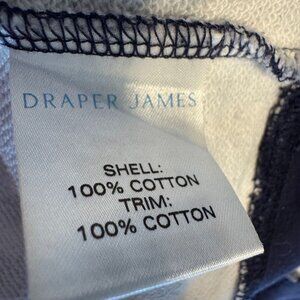 DRAPER JAMES
SHELL:
100% COTTON
TRIM:
100% COTTON